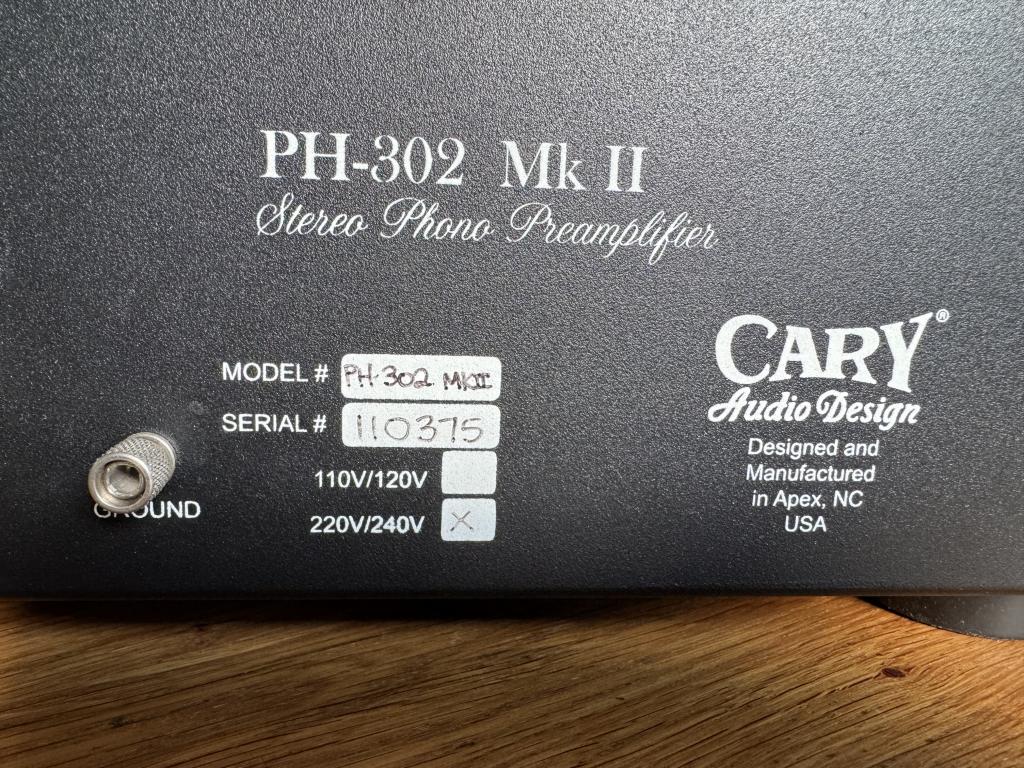 PH-302 Mk II
Stereo Phono Preamplifier
MODEL # PH-302 MKII
SERIAL # 110375
110V/120V
220V/240V X
GROUND
CARY®
Audio Design
Designed and
Manufactured
in Apex, NC
USA